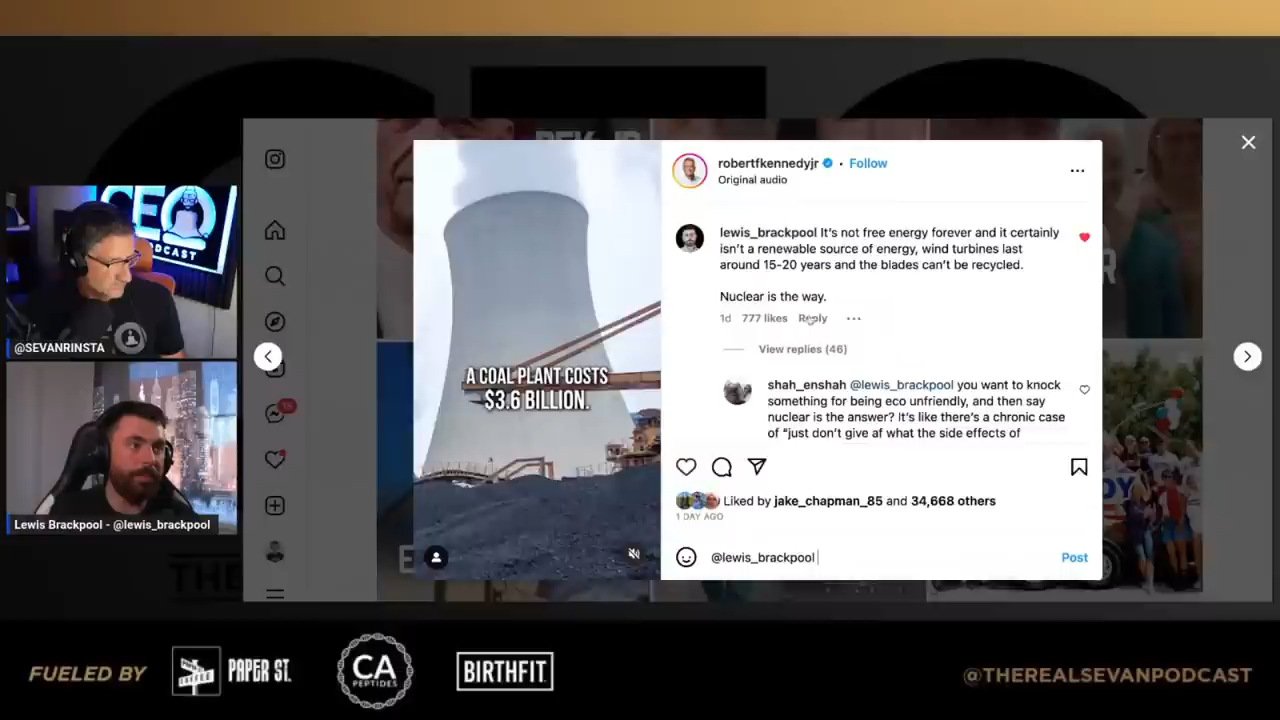 robertfkennedyjr · Follow
Original audio
lewis_brackpool It's not free energy forever and it certainly
isn't a renewable source of energy, wind turbines last
around 15-20 years and the blades can't be recycled.
Nuclear is the way.
1d 777 likes Reply
View replies (46)
shah_enshah @lewis_brackpool you want to knock
something for being eco unfriendly, and then say
nuclear is the answer? It's like there's a chronic case
of "just don't give af what the side effects of
Liked by jake_chapman_85 and 34,668 others
1 DAY AGO
@lewis_brackpool
Post
A COAL PLANT COSTS
$3.6 BILLION.
CEO
PODCAST
@SEVANRINSTA
Lewis Brackpool - @lewis_brackpool
THE
FUELED BY
PAPER ST.
CA
PEPTIDES
BIRTHFIT
@THEREALSEVANPODCAST